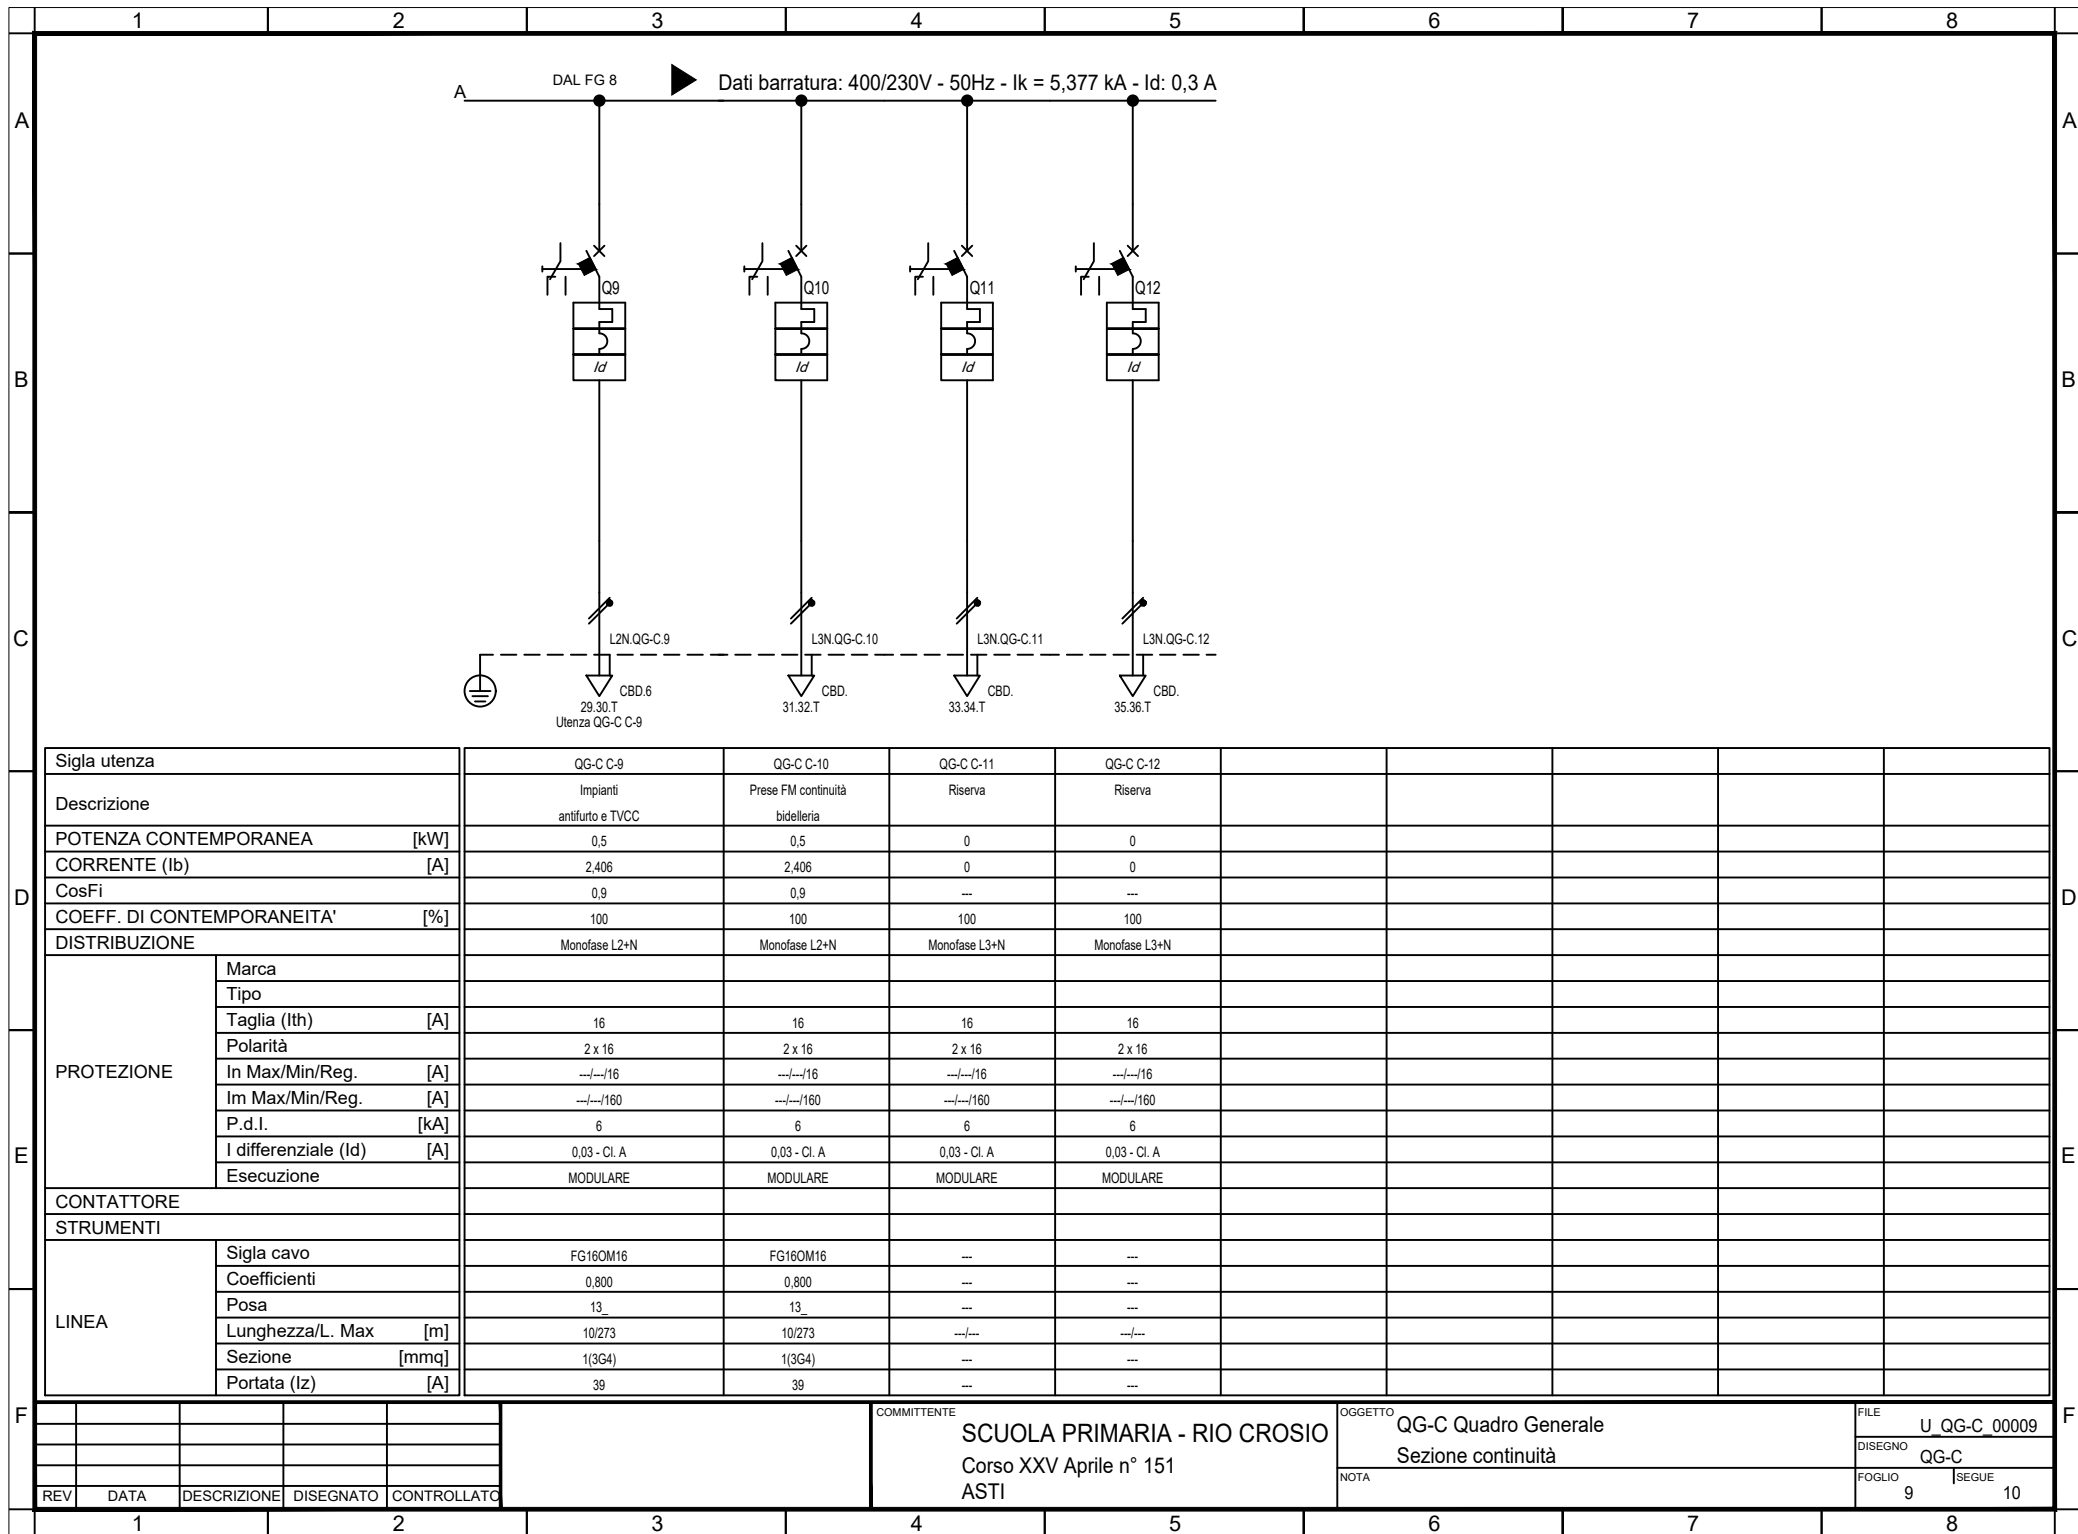 1 2 3 4 5 6 7 8
A A
B B
C C
D D
E E
F F
DAL FG 8 Dati barratura: 400/230V - 50Hz - Ik = 5,377 kA - Id: 0,3 A
A
Q9 Q10 Q11 Q12
Id Id Id Id
L2N.QG-C.9 L3N.QG-C.10 L3N.QG-C.11 L3N.QG-C.12
CBD.6 CBD. CBD. CBD.
29.30.T 31.32.T 33.34.T 35.36.T
Utenza QG-C C-9
Sigla utenza QG-C C-9 QG-C C-10 QG-C C-11 QG-C C-12
Descrizione Impianti Prese FM continuità Riserva Riserva
antifurto e TVCC bidelleria
POTENZA CONTEMPORANEA [kW] 0,5 0,5 0 0
CORRENTE (Ib) [A] 2,406 2,406 0 0
CosFi 0,9 0,9 --- ---
COEFF. DI CONTEMPORANEITA' [%] 100 100 100 100
DISTRIBUZIONE Monofase L2+N Monofase L2+N Monofase L3+N Monofase L3+N
PROTEZIONE
Marca
Tipo
Taglia (Ith) [A] 16 16 16 16
Polarità 2 x 16 2 x 16 2 x 16 2 x 16
In Max/Min/Reg. [A] ---/---/16 ---/---/16 ---/---/16 ---/---/16
Im Max/Min/Reg. [A] ---/---/160 ---/---/160 ---/---/160 ---/---/160
P.d.I. [kA] 6 6 6 6
I differenziale (Id) [A] 0,03 - Cl. A 0,03 - Cl. A 0,03 - Cl. A 0,03 - Cl. A
Esecuzione MODULARE MODULARE MODULARE MODULARE
CONTATTORE
STRUMENTI
LINEA
Sigla cavo FG16OM16 FG16OM16 --- ---
Coefficienti 0,800 0,800 --- ---
Posa 13_ 13_ --- ---
Lunghezza/L. Max [m] 10/273 10/273 ---/--- ---/---
Sezione [mmq] 1(3G4) 1(3G4) --- ---
Portata (Iz) [A] 39 39 --- ---
REV DATA DESCRIZIONE DISEGNATO CONTROLLATO
COMMITTENTE
SCUOLA PRIMARIA - RIO CROSIO
Corso XXV Aprile n° 151
ASTI
OGGETTO QG-C Quadro Generale
Sezione continuità
NOTA
FILE U_QG-C_00009
DISEGNO QG-C
FOGLIO 9 SEGUE 10
1 2 3 4 5 6 7 8